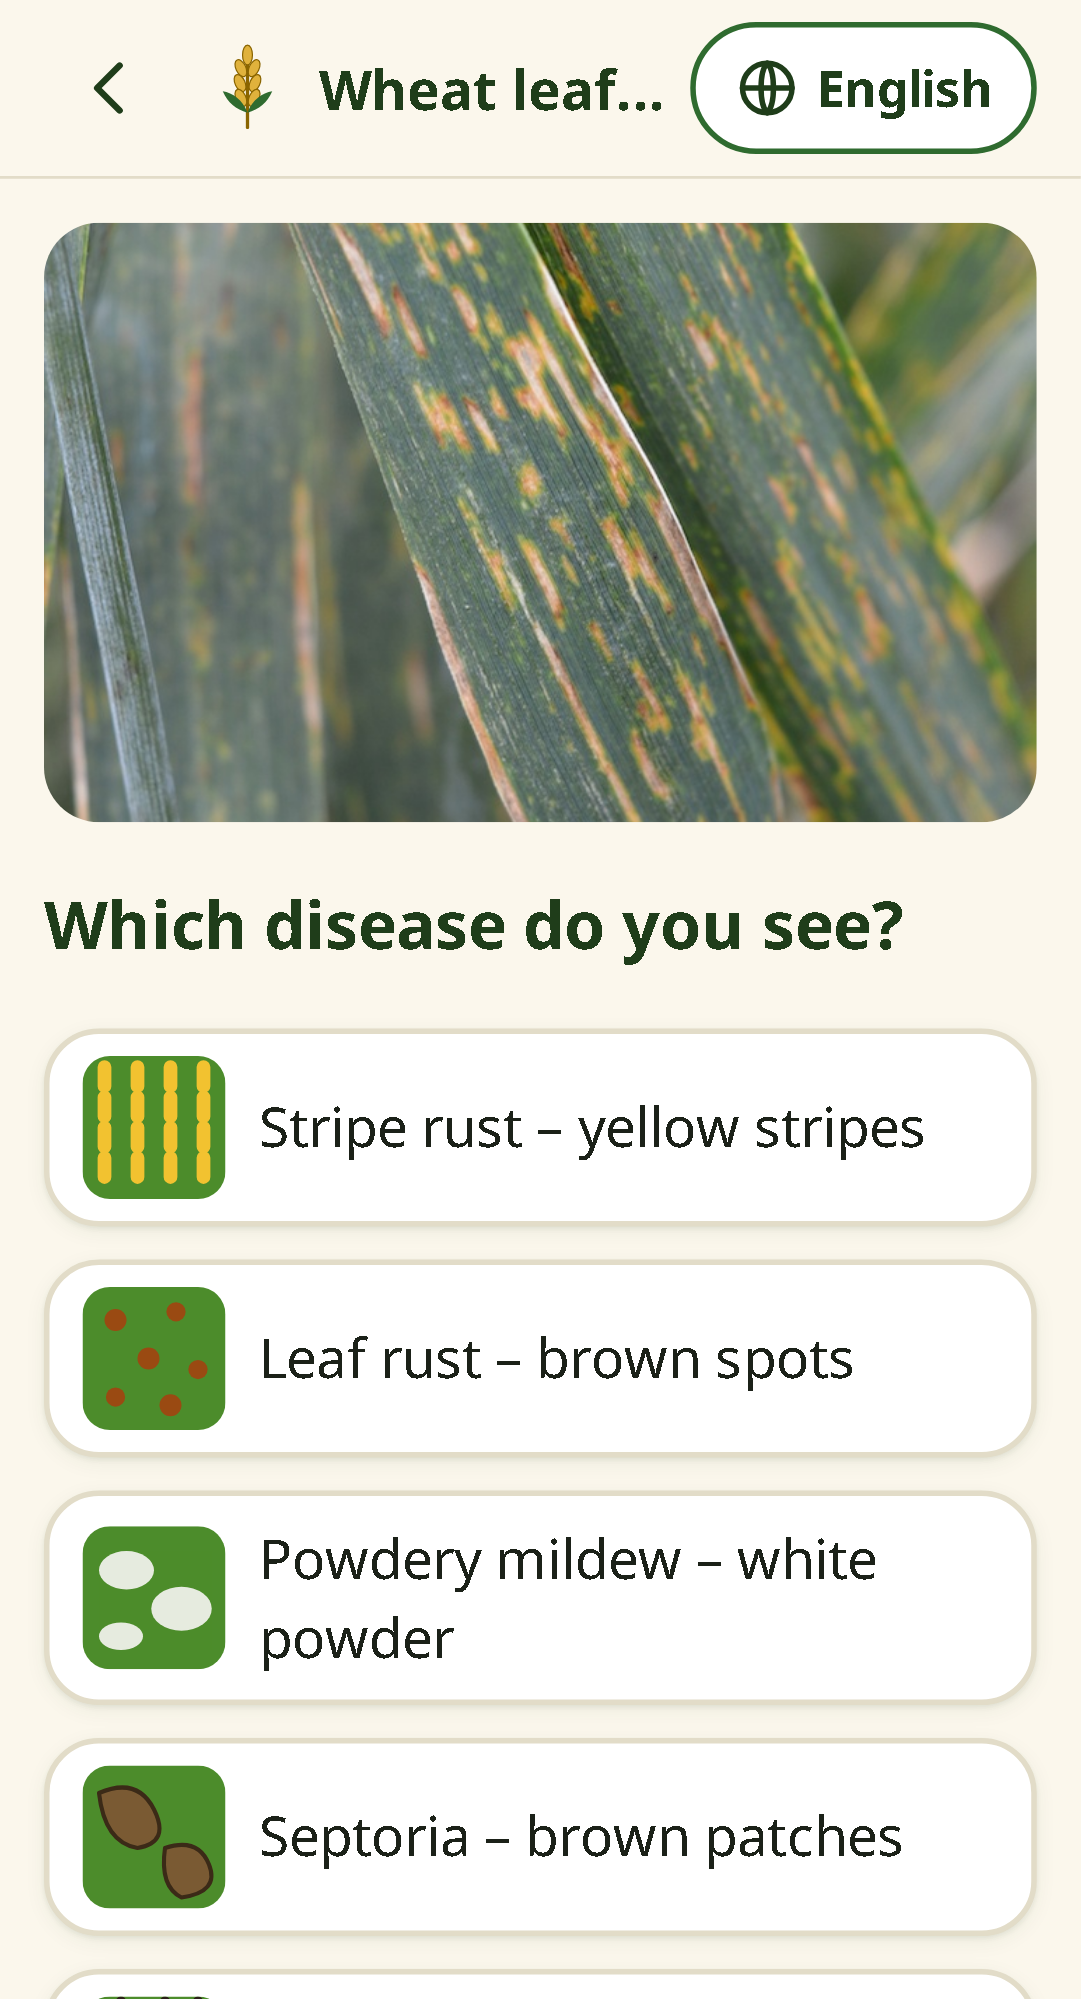 Wheat leaf...
English
Which disease do you see?
Stripe rust – yellow stripes
Leaf rust – brown spots
Powdery mildew – white
powder
Septoria – brown patches